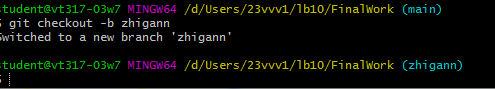 student@vt317-03w7 MINGW64 /d/Users/23vvv1/lb10/FinalWork (main)
$ git checkout -b zhigann
Switched to a new branch 'zhigann'
student@vt317-03w7 MINGW64 /d/Users/23vvv1/lb10/FinalWork (zhigann)
$